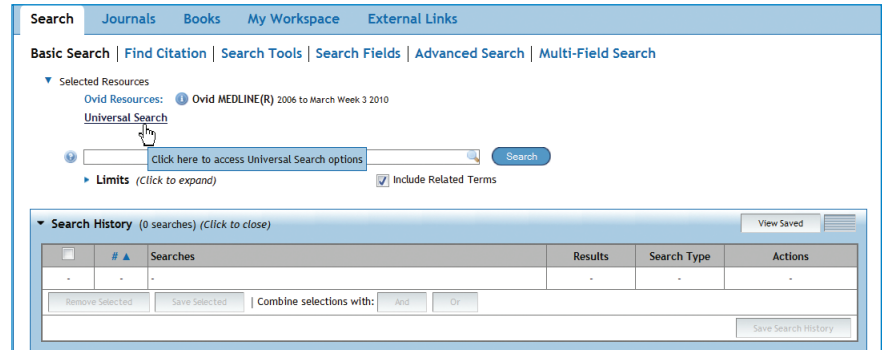 Search Journals Books My Workspace External Links
Basic Search | Find Citation | Search Tools | Search Fields | Advanced Search | Multi-Field Search
▼ Selected Resources
Ovid Resources: i Ovid MEDLINE(R) 2006 to March Week 3 2010
Universal Search
? Search
Click here to access Universal Search options
► Limits (Click to expand) Include Related Terms
▼ Search History (0 searches) (Click to close) View Saved
# ▲ Searches Results Search Type Actions
- - - - - -
Remove Selected Save Selected | Combine selections with: And Or
Save Search History